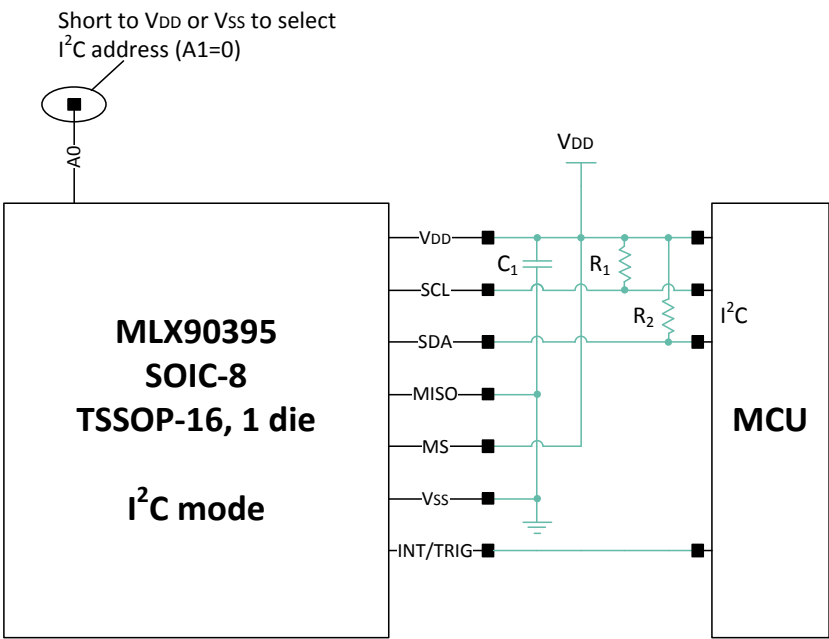 Short to VDD or VSS to select
I²C address (A1=0)
A0
VDD
VDD
C₁
R₁
SCL
R₂
I²C
SDA
MLX90395
SOIC-8
TSSOP-16, 1 die
I²C mode
MISO
MS
VSS
INT/TRIG
MCU